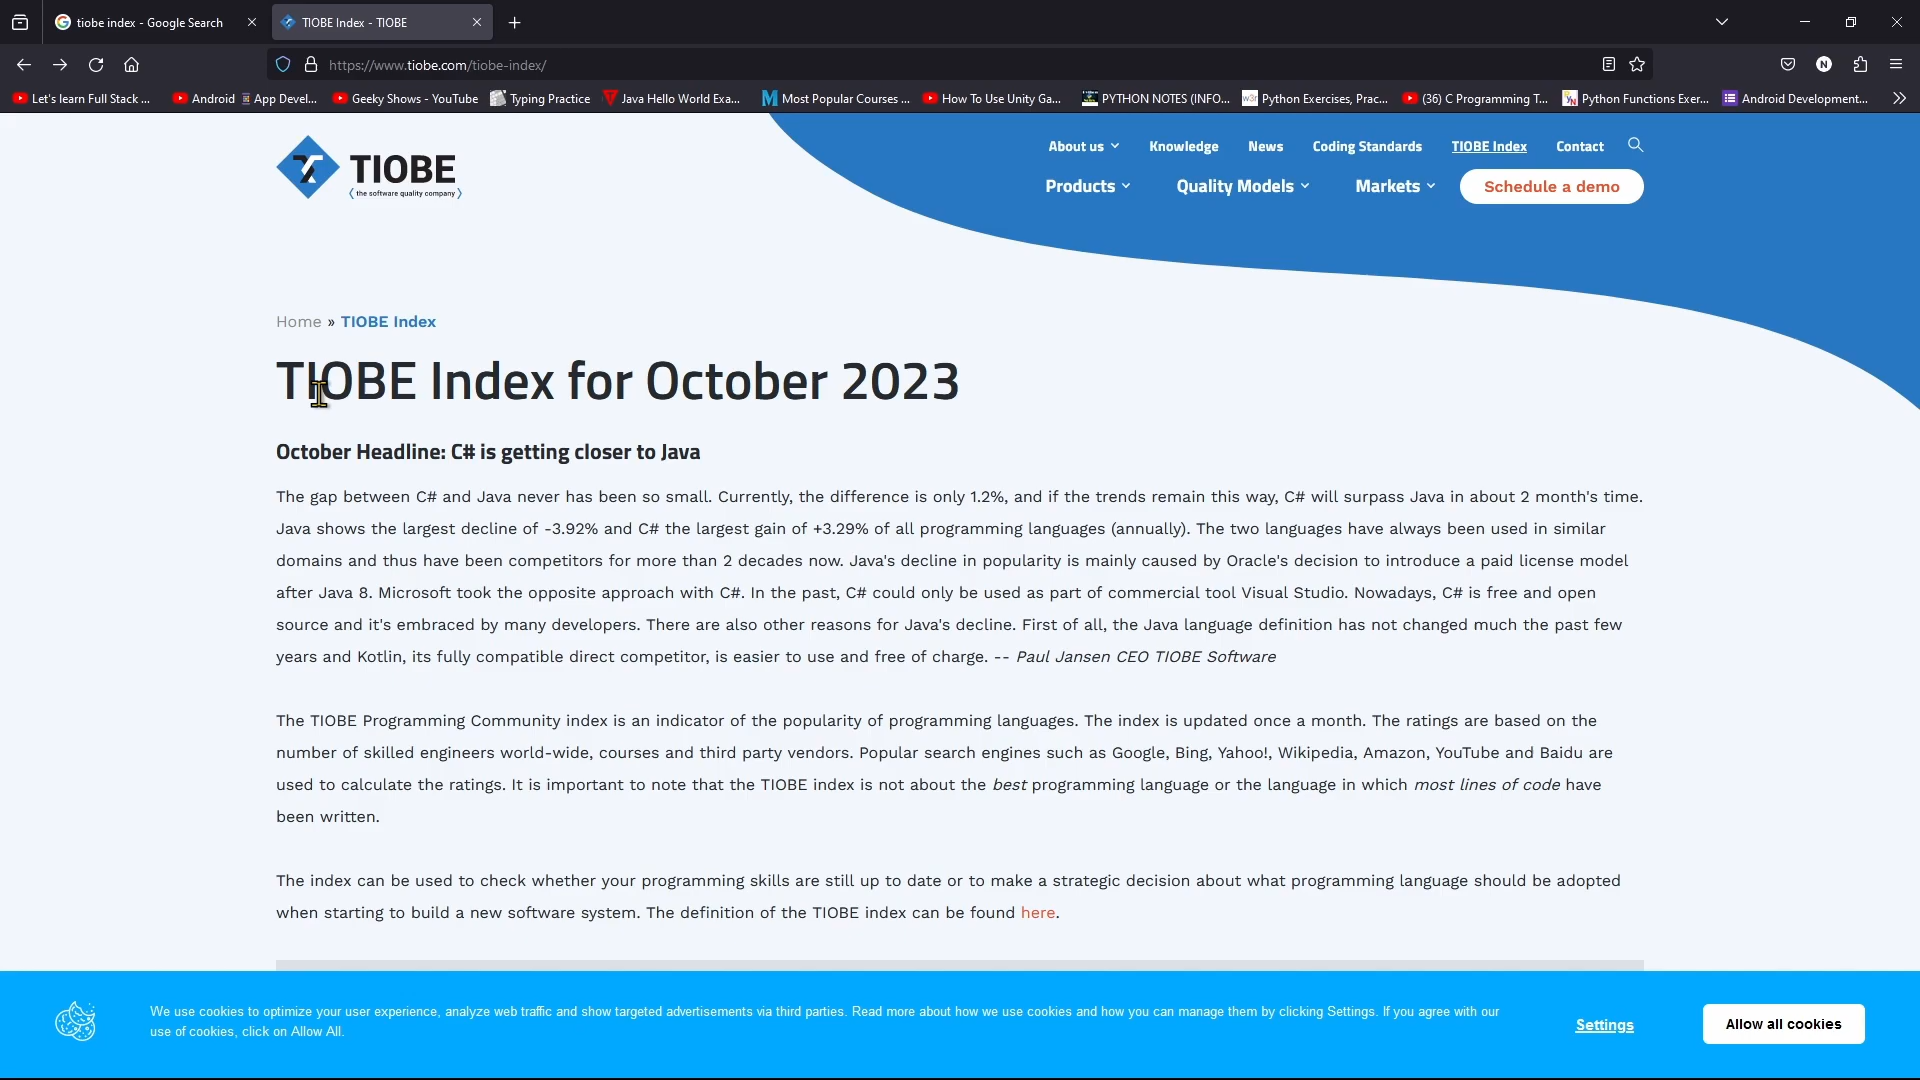 tiobe index - Google Search
TIOBE Index - TIOBE
https://www.tiobe.com/tiobe-index/
Let's learn Full Stack ...
Android
App Devel...
Geeky Shows - YouTube
Typing Practice
Java Hello World Exa...
Most Popular Courses ...
How To Use Unity Ga...
PYTHON NOTES (INFO...
Python Exercises, Prac...
(36) C Programming T...
Python Functions Exer...
Android Development...
About us
Knowledge
News
Coding Standards
TIOBE Index
Contact
TIOBE
(the software quality company)
Products
Quality Models
Markets
Schedule a demo
Home » TIOBE Index
TIOBE Index for October 2023
October Headline: C# is getting closer to Java
The gap between C# and Java never has been so small. Currently, the difference is only 1.2%, and if the trends remain this way, C# will surpass Java in about 2 month's time.
Java shows the largest decline of -3.92% and C# the largest gain of +3.29% of all programming languages (annually). The two languages have always been used in similar
domains and thus have been competitors for more than 2 decades now. Java's decline in popularity is mainly caused by Oracle's decision to introduce a paid license model
after Java 8. Microsoft took the opposite approach with C#. In the past, C# could only be used as part of commercial tool Visual Studio. Nowadays, C# is free and open
source and it's embraced by many developers. There are also other reasons for Java's decline. First of all, the Java language definition has not changed much the past few
years and Kotlin, its fully compatible direct competitor, is easier to use and free of charge. -- Paul Jansen CEO TIOBE Software
The TIOBE Programming Community index is an indicator of the popularity of programming languages. The index is updated once a month. The ratings are based on the
number of skilled engineers world-wide, courses and third party vendors. Popular search engines such as Google, Bing, Yahoo!, Wikipedia, Amazon, YouTube and Baidu are
used to calculate the ratings. It is important to note that the TIOBE index is not about the best programming language or the language in which most lines of code have
been written.
The index can be used to check whether your programming skills are still up to date or to make a strategic decision about what programming language should be adopted
when starting to build a new software system. The definition of the TIOBE index can be found here.
We use cookies to optimize your user experience, analyze web traffic and show targeted advertisements via third parties. Read more about how we use cookies and how you can manage them by clicking Settings. If you agree with our
use of cookies, click on Allow All.
Settings
Allow all cookies